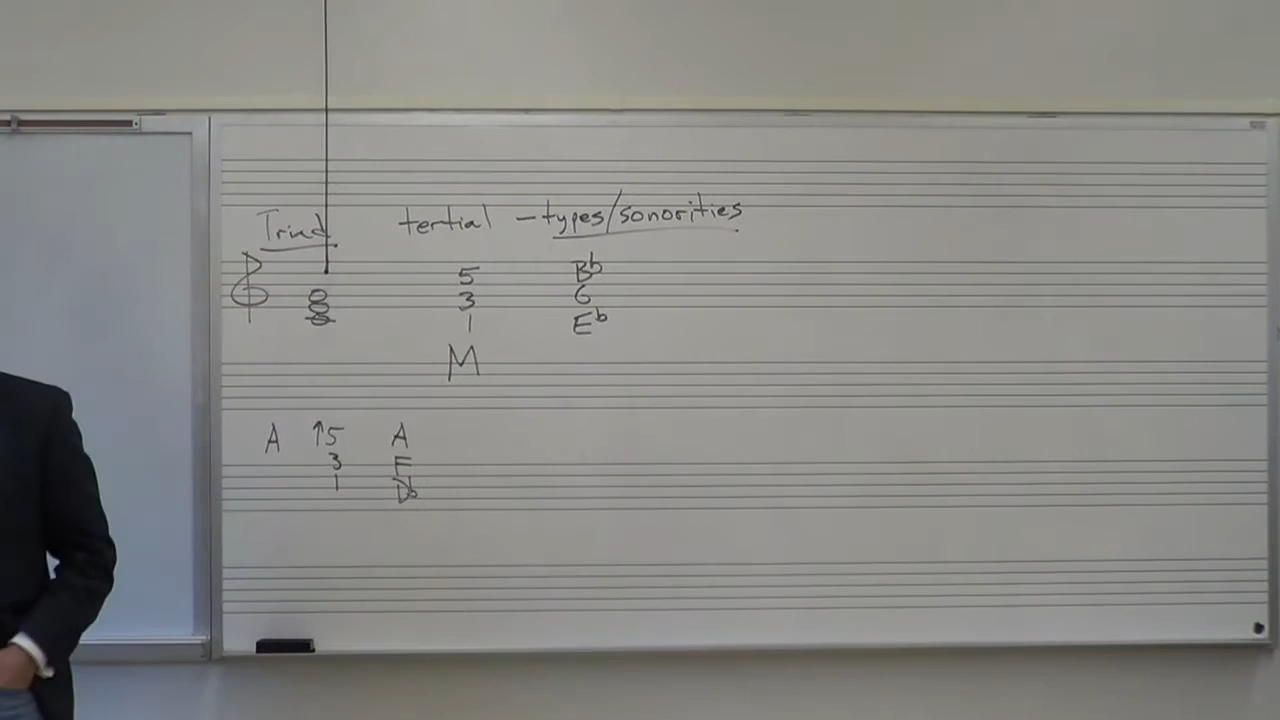 Triad tertial - types/sonorities
5 B♭
3 G
1 E♭
M
A ↑5 A
3 F
1 D♭